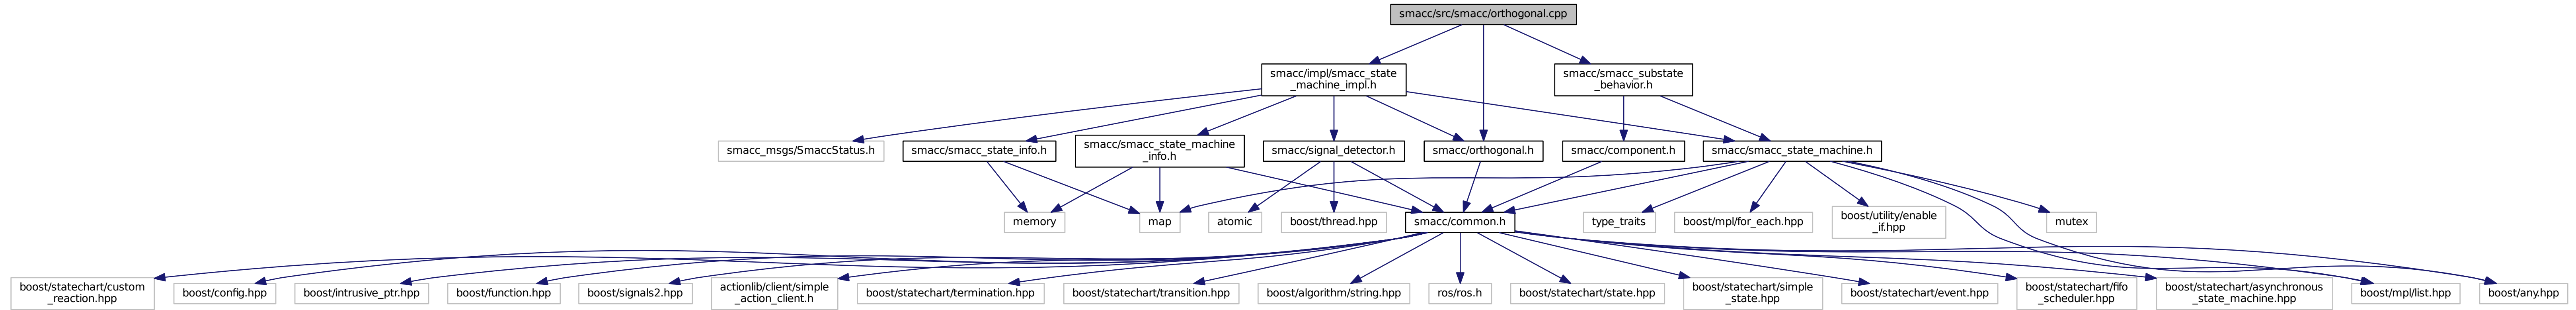 smacc/src/smacc/orthogonal.cpp
smacc/impl/smacc_state
_machine_impl.h
smacc/smacc_substate
_behavior.h
smacc_msgs/SmaccStatus.h
smacc/smacc_state_info.h
smacc/smacc_state_machine
_info.h
smacc/signal_detector.h
smacc/orthogonal.h
smacc/component.h
smacc/smacc_state_machine.h
memory
map
atomic
boost/thread.hpp
smacc/common.h
type_traits
boost/mpl/for_each.hpp
boost/utility/enable
_if.hpp
mutex
boost/statechart/custom
_reaction.hpp
boost/config.hpp
boost/intrusive_ptr.hpp
boost/function.hpp
boost/signals2.hpp
actionlib/client/simple
_action_client.h
boost/statechart/termination.hpp
boost/statechart/transition.hpp
boost/algorithm/string.hpp
ros/ros.h
boost/statechart/state.hpp
boost/statechart/simple
_state.hpp
boost/statechart/event.hpp
boost/statechart/fifo
_scheduler.hpp
boost/statechart/asynchronous
_state_machine.hpp
boost/mpl/list.hpp
boost/any.hpp